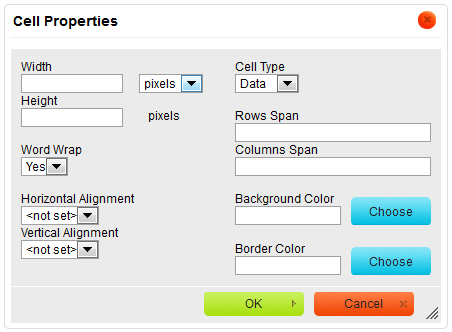 Cell Properties
Width
pixels
Height
pixels
Word Wrap
Yes
Horizontal Alignment
<not set>
Vertical Alignment
<not set>
Cell Type
Data
Rows Span
Columns Span
Background Color
Choose
Border Color
Choose
OK
Cancel